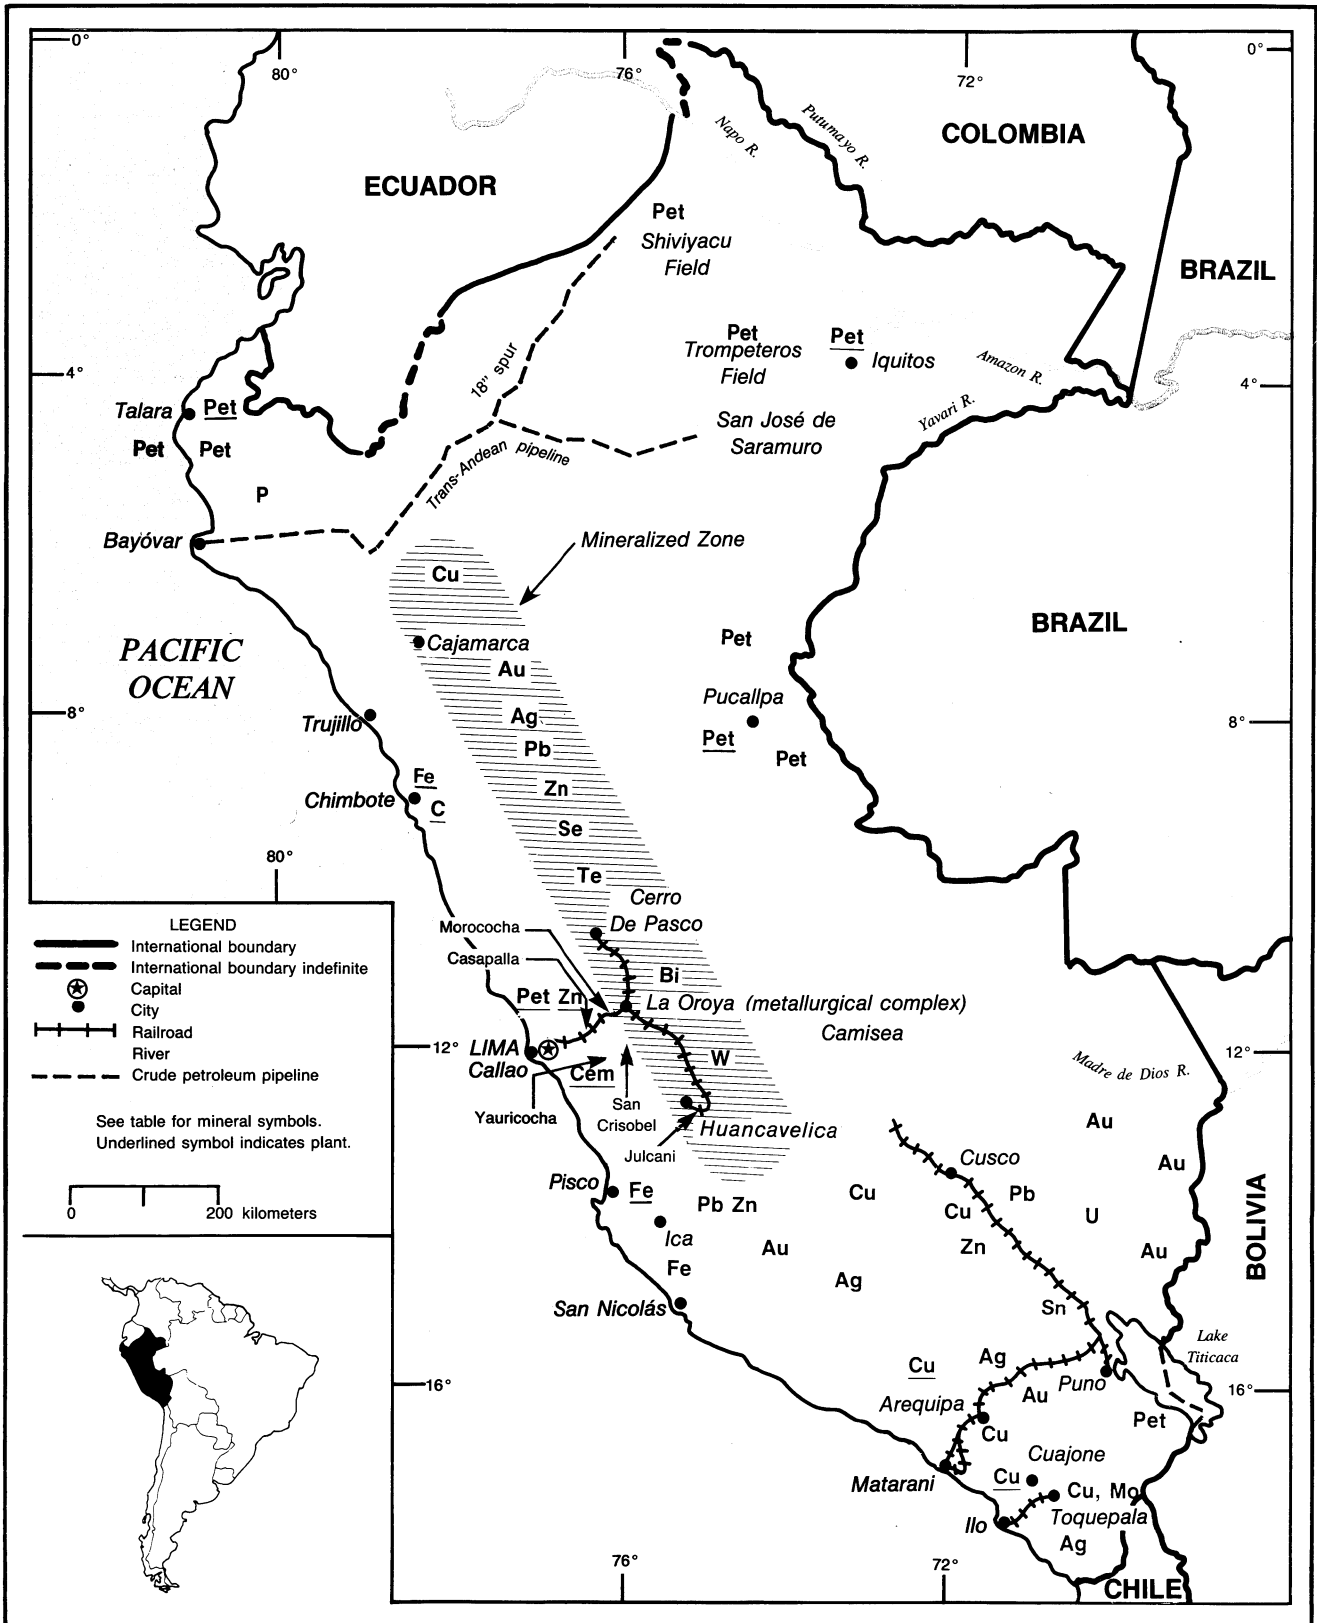 0°
80°
76°
72°
0°
COLOMBIA
Putumayo R.
Napo R.
ECUADOR
Pet
Shiviyacu
Field
BRAZIL
Pet
Trompeteros
Field
Pet
Iquitos
Amazon R.
18" spur
4°
4°
Talara
Pet
Yavari R.
San José de
Saramuro
Pet
Pet
Trans-Andean pipeline
P
Bayóvar
Mineralized Zone
Cu
BRAZIL
PACIFIC
OCEAN
Cajamarca
Pet
Au
Pucallpa
8°
Trujillo
Ag
8°
Pet
Pb
Pet
Fe
Zn
Chimbote
C
Se
80°
Te
Cerro
De Pasco
Morococha
Casapalla
Bi
Pet Zn
La Oroya (metallurgical complex)
Camisea
LEGEND
International boundary
International boundary indefinite
Capital
City
Railroad
River
Crude petroleum pipeline
See table for mineral symbols.
Underlined symbol indicates plant.
0 200 kilometers
12°
LIMA
Callao
W
12°
Cem
Madre de Dios R.
Yauricocha
San
Crisobel
Au
Huancavelica
Julcani
Cusco
Au
Pisco
Fe
Cu
Pb
Pb Zn
Cu
U
BOLIVIA
Ica
Au
Zn
Au
Fe
Ag
San Nicolás
Sn
Lake
Titicaca
Ag
Cu
16°
Puno
16°
Au
Arequipa
Pet
Cu
Cuajone
Matarani
Cu
Cu, Mo
Toquepala
Ilo
Ag
76°
72°
CHILE